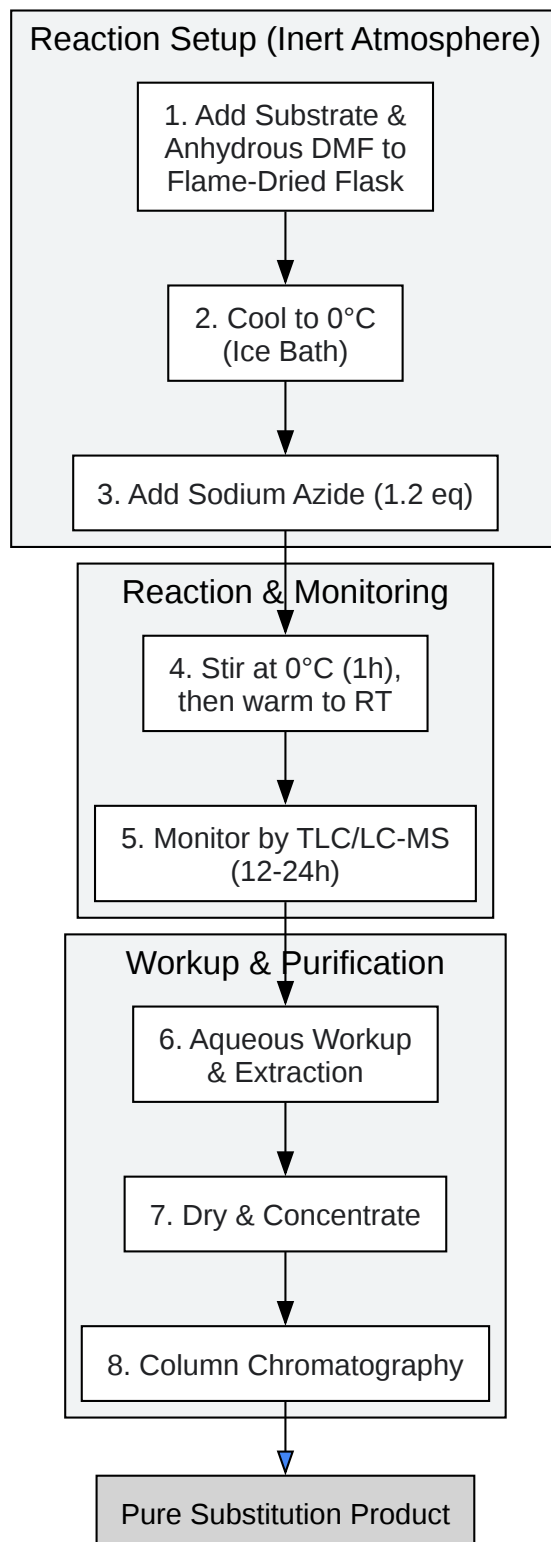 Reaction Setup (Inert Atmosphere)
1. Add Substrate &
Anhydrous DMF to
Flame-Dried Flask
2. Cool to 0°C
(Ice Bath)
3. Add Sodium Azide (1.2 eq)
Reaction & Monitoring
4. Stir at 0°C (1h),
then warm to RT
5. Monitor by TLC/LC-MS
(12-24h)
Workup & Purification
6. Aqueous Workup
& Extraction
7. Dry & Concentrate
8. Column Chromatography
Pure Substitution Product